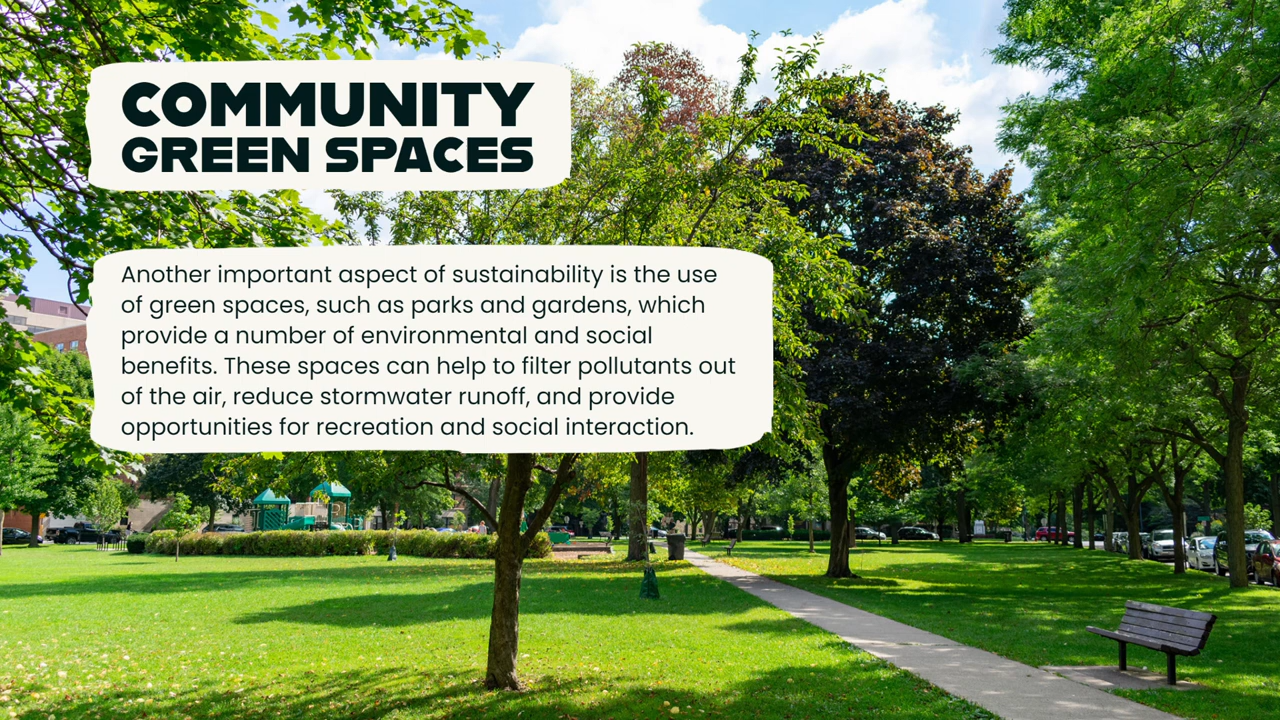 COMMUNITY
GREEN SPACES
Another important aspect of sustainability is the use
of green spaces, such as parks and gardens, which
provide a number of environmental and social
benefits. These spaces can help to filter pollutants out
of the air, reduce stormwater runoff, and provide
opportunities for recreation and social interaction.